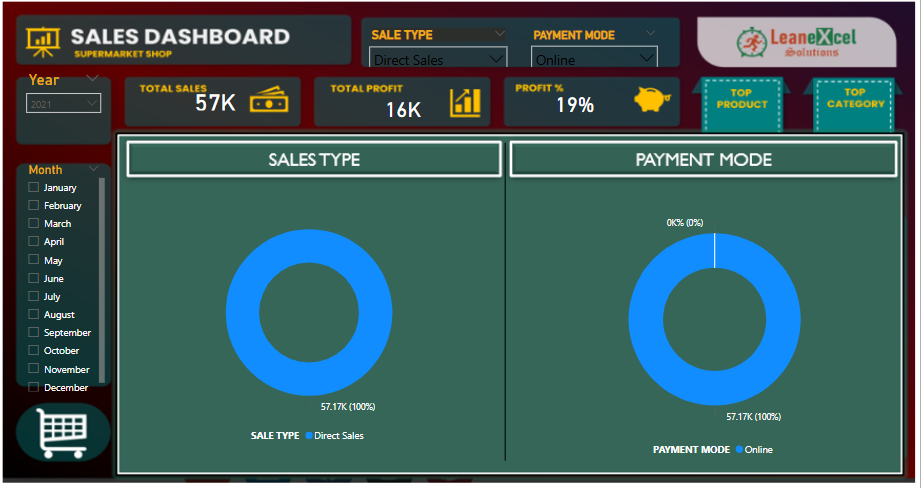 SALES DASHBOARD
SUPERMARKET SHOP
SALE TYPE
Direct Sales
PAYMENT MODE
Online
LeaneXcel
Solutions
Year
2021
TOTAL SALES
57K
TOTAL PROFIT
16K
PROFIT %
19%
TOP
PRODUCT
TOP
CATEGORY
Month
January
February
March
April
May
June
July
August
September
October
November
December
SALES TYPE
57.17K (100%)
SALE TYPE Direct Sales
PAYMENT MODE
0K% (0%)
57.17K (100%)
PAYMENT MODE Online